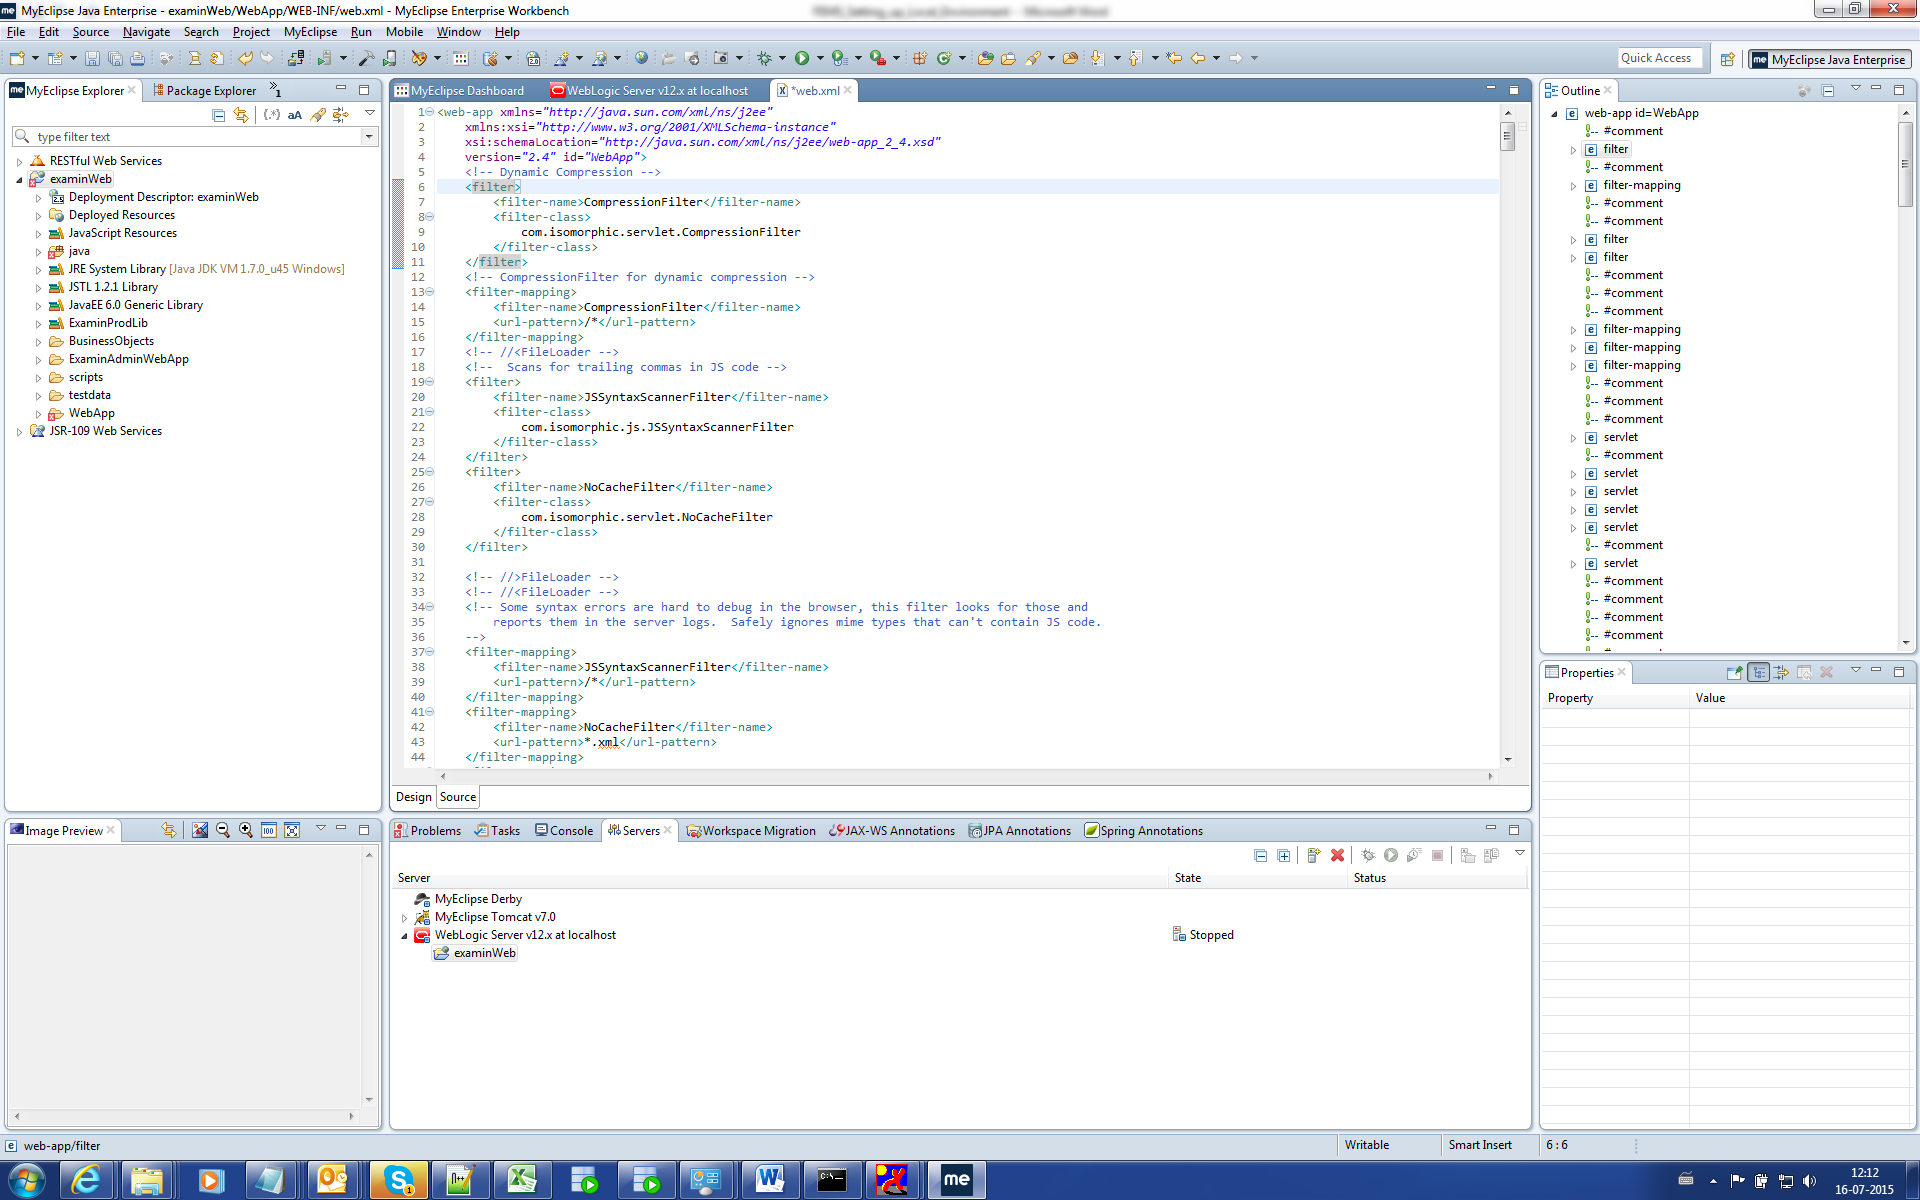 MyEclipse Java Enterprise - examinWeb/WebApp/WEB-INF/web.xml - MyEclipse Enterprise Workbench
File Edit Source Navigate Search Project MyEclipse Run Mobile Window Help
Quick Access
MyEclipse Java Enterprise
MyEclipse Explorer
Package Explorer
type filter text
RESTful Web Services
examinWeb
Deployment Descriptor: examinWeb
Deployed Resources
JavaScript Resources
java
JRE System Library [Java JDK VM 1.7.0_u45 Windows]
JSTL 1.2.1 Library
JavaEE 6.0 Generic Library
ExaminProdLib
BusinessObjects
ExaminAdminWebApp
scripts
testdata
WebApp
JSR-109 Web Services
MyEclipse Dashboard
WebLogic Server v12.x at localhost
*web.xml
1 <web-app xmlns="http://java.sun.com/xml/ns/j2ee"
2 xmlns:xsi="http://www.w3.org/2001/XMLSchema-instance"
3 xsi:schemaLocation="http://java.sun.com/xml/ns/j2ee/web-app_2_4.xsd"
4 version="2.4" id="WebApp">
5 <!-- Dynamic Compression -->
6 <filter>
7 <filter-name>CompressionFilter</filter-name>
8 <filter-class>
9 com.isomorphic.servlet.CompressionFilter
10 </filter-class>
11 </filter>
12 <!-- CompressionFilter for dynamic compression -->
13 <filter-mapping>
14 <filter-name>CompressionFilter</filter-name>
15 <url-pattern>/*</url-pattern>
16 </filter-mapping>
17 <!-- //<FileLoader -->
18 <!--  Scans for trailing commas in JS code -->
19 <filter>
20 <filter-name>JSSyntaxScannerFilter</filter-name>
21 <filter-class>
22 com.isomorphic.js.JSSyntaxScannerFilter
23 </filter-class>
24 </filter>
25 <filter>
26 <filter-name>NoCacheFilter</filter-name>
27 <filter-class>
28 com.isomorphic.servlet.NoCacheFilter
29 </filter-class>
30 </filter>
31
32 <!-- //>FileLoader -->
33 <!-- //<FileLoader -->
34 <!-- Some syntax errors are hard to debug in the browser, this filter looks for those and
35 reports them in the server logs.  Safely ignores mime types that can't contain JS code.
36 -->
37 <filter-mapping>
38 <filter-name>JSSyntaxScannerFilter</filter-name>
39 <url-pattern>/*</url-pattern>
40 </filter-mapping>
41 <filter-mapping>
42 <filter-name>NoCacheFilter</filter-name>
43 <url-pattern>*.xml</url-pattern>
44 </filter-mapping>
Design Source
Outline
web-app id=WebApp
#comment
filter
#comment
filter-mapping
#comment
#comment
filter
filter
#comment
#comment
#comment
filter-mapping
filter-mapping
filter-mapping
#comment
#comment
#comment
servlet
#comment
servlet
servlet
servlet
servlet
#comment
servlet
#comment
#comment
#comment
#comment
Properties
Property Value
Image Preview
Problems Tasks Console Servers Workspace Migration JAX-WS Annotations JPA Annotations Spring Annotations
Server State Status
MyEclipse Derby
MyEclipse Tomcat v7.0
WebLogic Server v12.x at localhost Stopped
examinWeb
web-app/filter
Writable
Smart Insert
6 : 6
me
12:12
16-07-2015